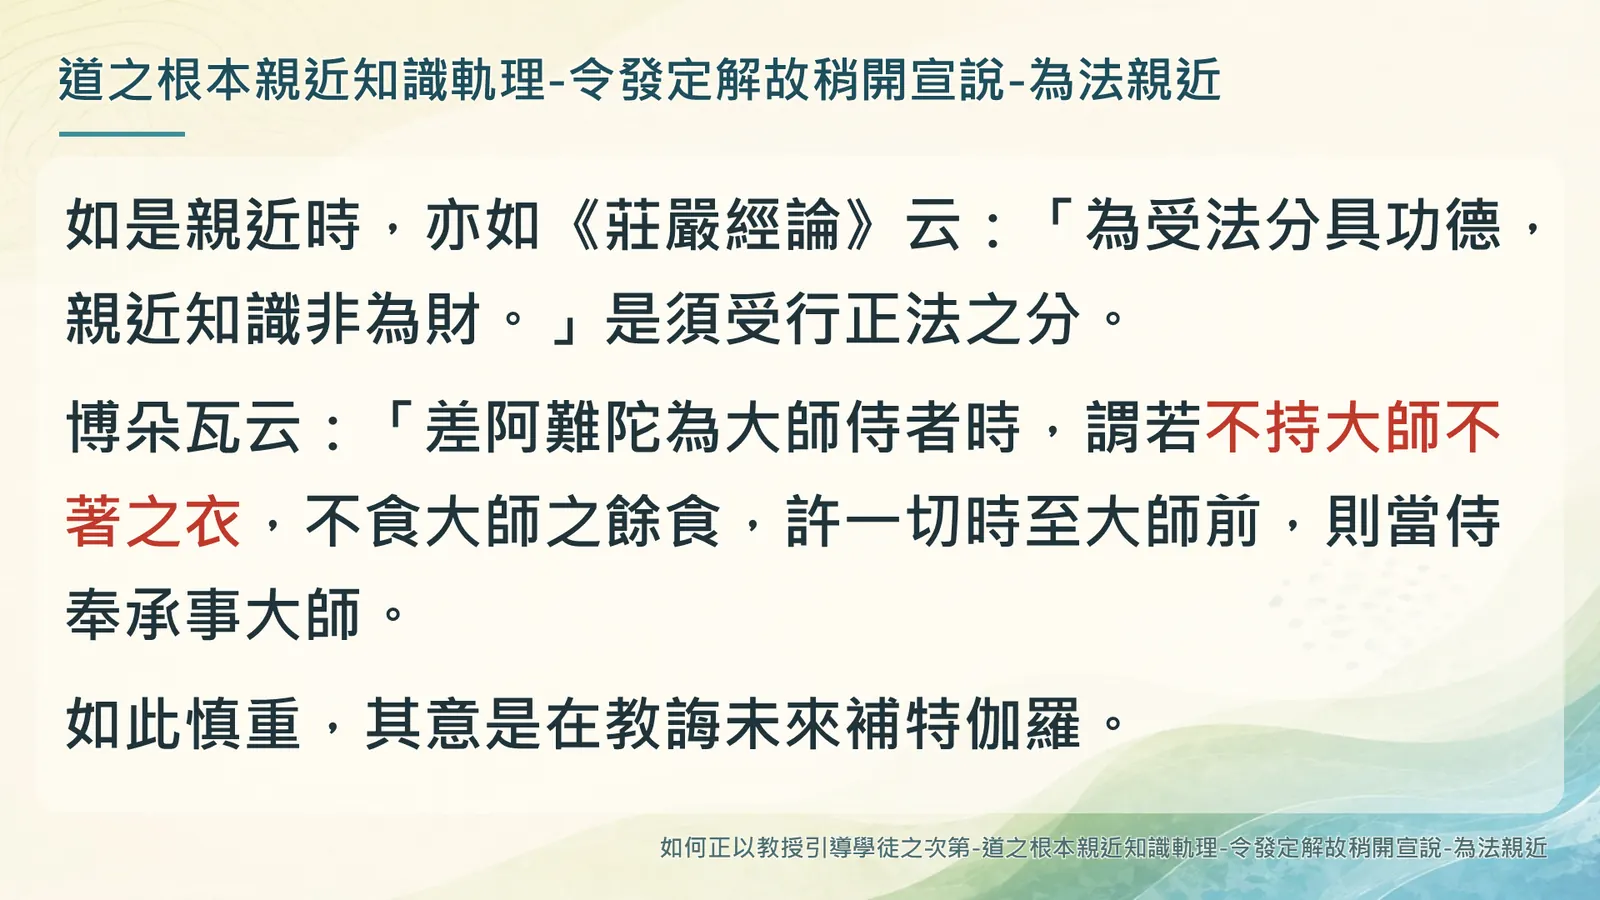 道之根本親近知識軌理-令發定解故稍開宣說-為法親近
如是親近時，亦如《莊嚴經論》云：「為受法分具功德，
親近知識非為財。」是須受行正法之分。
博朵瓦云：「差阿難陀為大師侍者時，謂若不持大師不
著之衣，不食大師之餘食，許一切時至大師前，則當侍
奉承事大師。
如此慎重，其意是在教誨未來補特伽羅。
如何正以教授引導學徒之次第-道之根本親近知識軌理-令發定解故稍開宣說-為法親近